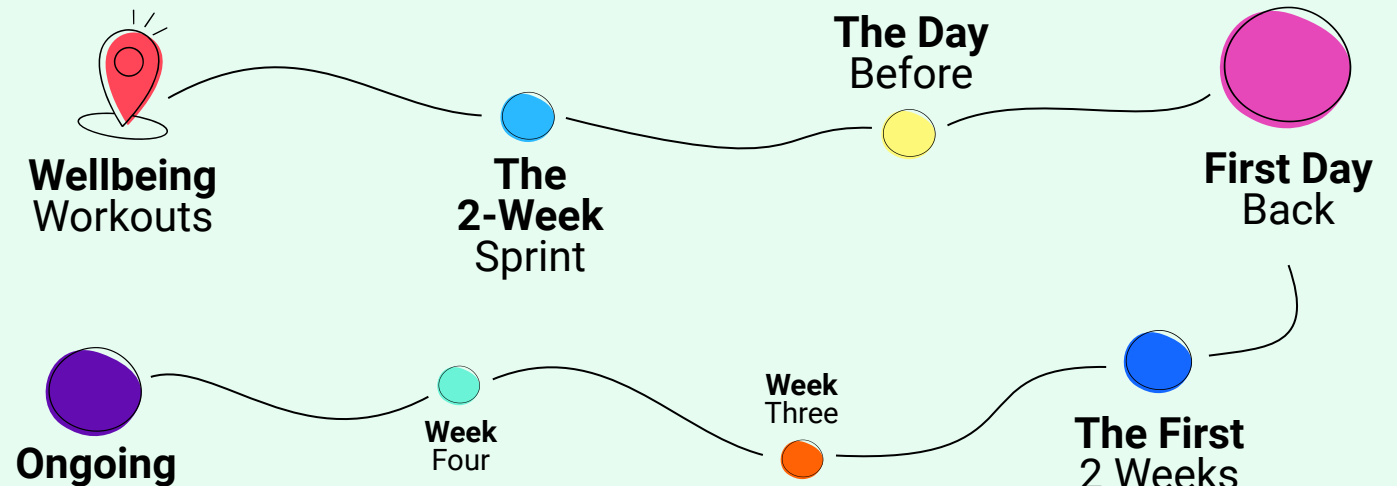 Wellbeing
Workouts
The
2-Week
Sprint
The Day
Before
First Day
Back
The First
2 Weeks
Week
Three
Week
Four
Ongoing